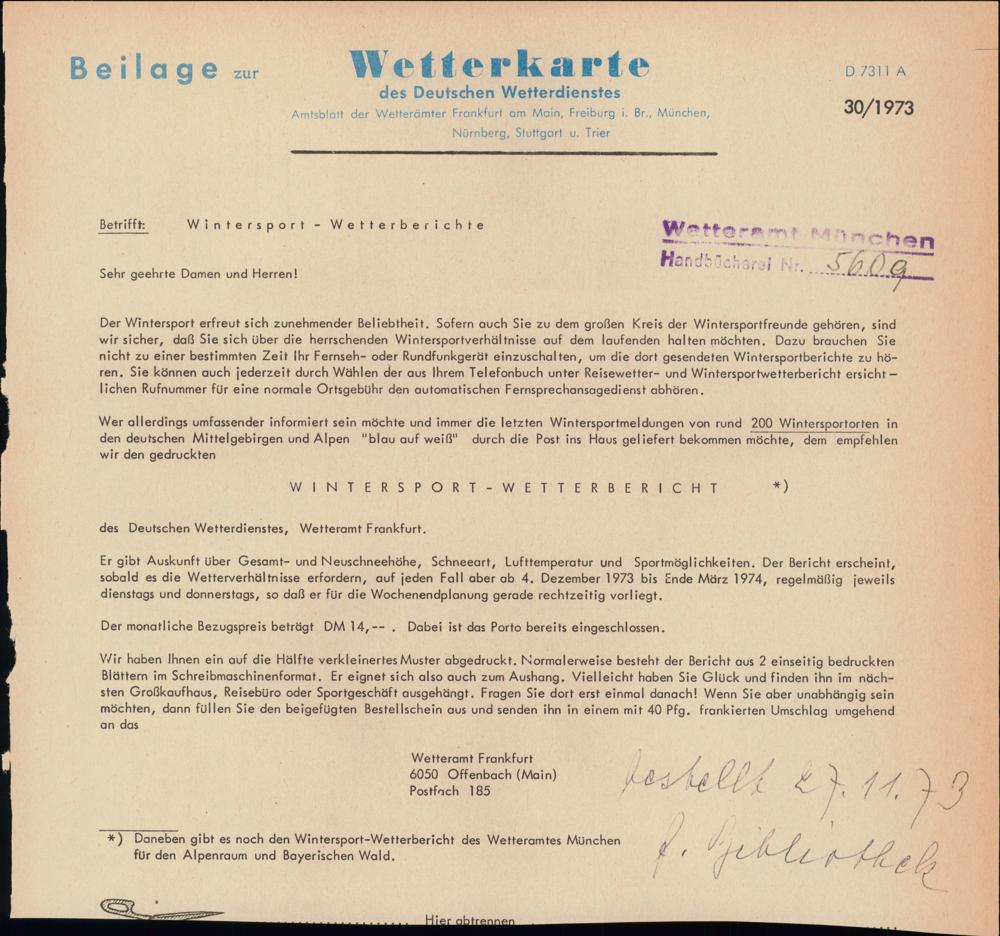 Beilage zur
Wetterkarte
des Deutschen Wetterdienstes
Amtsblatt der Wetterämter Frankfurt am Main, Freiburg i. Br., München,
Nürnberg, Stuttgart u. Trier
D 7311 A
30/1973
Betrifft: Wintersport - Wetterberichte
Wetteramt München
Handbücherei Nr. 560g
Sehr geehrte Damen und Herren!
Der Wintersport erfreut sich zunehmender Beliebtheit. Sofern auch Sie zu dem großen Kreis der Wintersportfreunde gehören, sind
wir sicher, daß Sie sich über die herrschenden Wintersportverhältnisse auf dem laufenden halten möchten. Dazu brauchen Sie
nicht zu einer bestimmten Zeit Ihr Fernseh- oder Rundfunkgerät einzuschalten, um die dort gesendeten Wintersportberichte zu hö-
ren. Sie können auch jederzeit durch Wählen der aus Ihrem Telefonbuch unter Reisewetter- und Wintersportwetterbericht ersicht-
lichen Rufnummer für eine normale Ortsgebühr den automatischen Fernsprechansagedienst abhören.
Wer allerdings umfassender informiert sein möchte und immer die letzten Wintersportmeldungen von rund 200 Wintersportorten in
den deutschen Mittelgebirgen und Alpen "blau auf weiß" durch die Post ins Haus geliefert bekommen möchte, dem empfehlen
wir den gedruckten
WINTERSPORT-WETTERBERICHT *)
des Deutschen Wetterdienstes, Wetteramt Frankfurt.
Er gibt Auskunft über Gesamt- und Neuschneehöhe, Schneeart, Lufttemperatur und Sportmöglichkeiten. Der Bericht erscheint,
sobald es die Wetterverhältnisse erfordern, auf jeden Fall aber ab 4. Dezember 1973 bis Ende März 1974, regelmäßig jeweils
dienstags und donnerstags, so daß er für die Wochenendplanung gerade rechtzeitig vorliegt.
Der monatliche Bezugspreis beträgt DM 14,-- . Dabei ist das Porto bereits eingeschlossen.
Wir haben Ihnen ein auf die Hälfte verkleinertes Muster abgedruckt. Normalerweise besteht der Bericht aus 2 einseitig bedruckten
Blättern im Schreibmaschinenformat. Er eignet sich also auch zum Aushang. Vielleicht haben Sie Glück und finden ihn im näch-
sten Großkaufhaus, Reisebüro oder Sportgeschäft ausgehängt. Fragen Sie dort erst einmal danach! Wenn Sie aber unabhängig sein
möchten, dann füllen Sie den beigefügten Bestellschein aus und senden ihn in einem mit 40 Pfg. frankierten Umschlag umgehend
an das
Wetteramt Frankfurt
6050 Offenbach (Main)
Postfach 185
bestellt 27.11.73
f. Bibliothek
*) Daneben gibt es noch den Wintersport-Wetterbericht des Wetteramtes München
für den Alpenraum und Bayerischen Wald.
Hier abtrennen